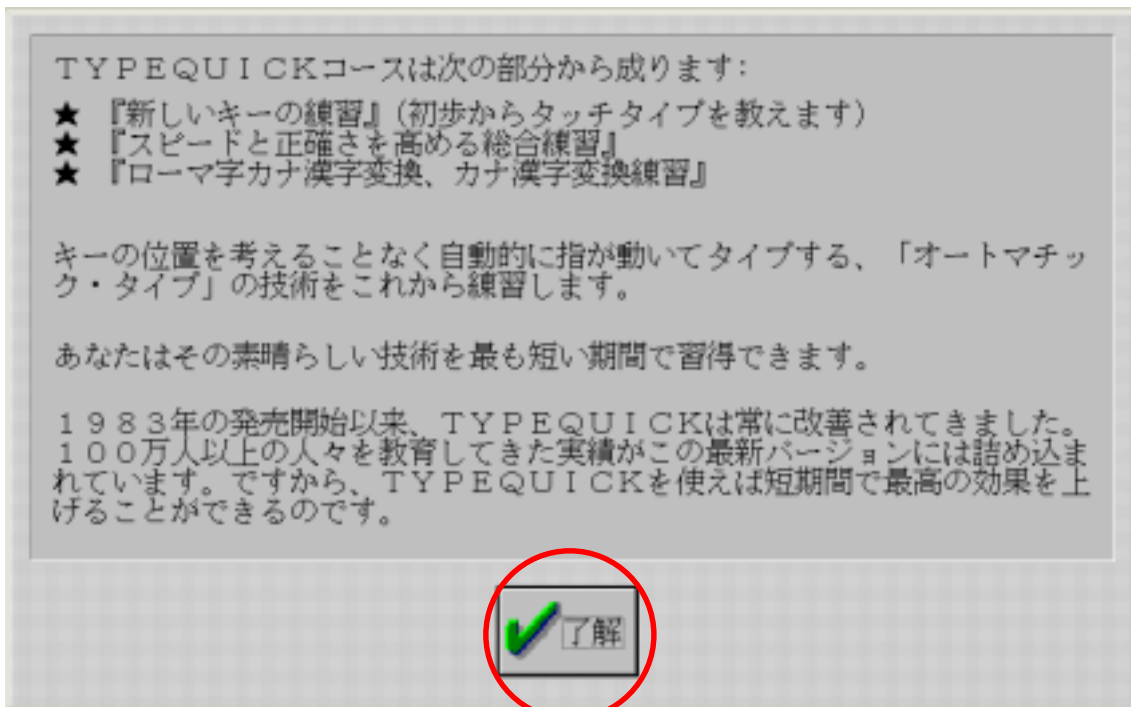 ＴＹＰＥＱＵＩＣＫコースは次の部分から成ります：
★ 『新しいキーの練習』（初歩からタッチタイプを教えます）
★ 『スピードと正確さを高める総合練習』
★ 『ローマ字カナ漢字変換、カナ漢字変換練習』
キーの位置を考えることなく自動的に指が動いてタイプする、「オートマチッ
ク・タイプ」の技術をこれから練習します。
あなたはその素晴らしい技術を最も短い期間で習得できます。
１９８３年の発売開始以来、ＴＹＰＥＱＵＩＣＫは常に改善されてきました。
１００万人以上の人々を教育してきた実績がこの最新バージョンには詰め込ま
れています。ですから、ＴＹＰＥＱＵＩＣＫを使えば短期間で最高の効果を上
げることができるのです。
了解